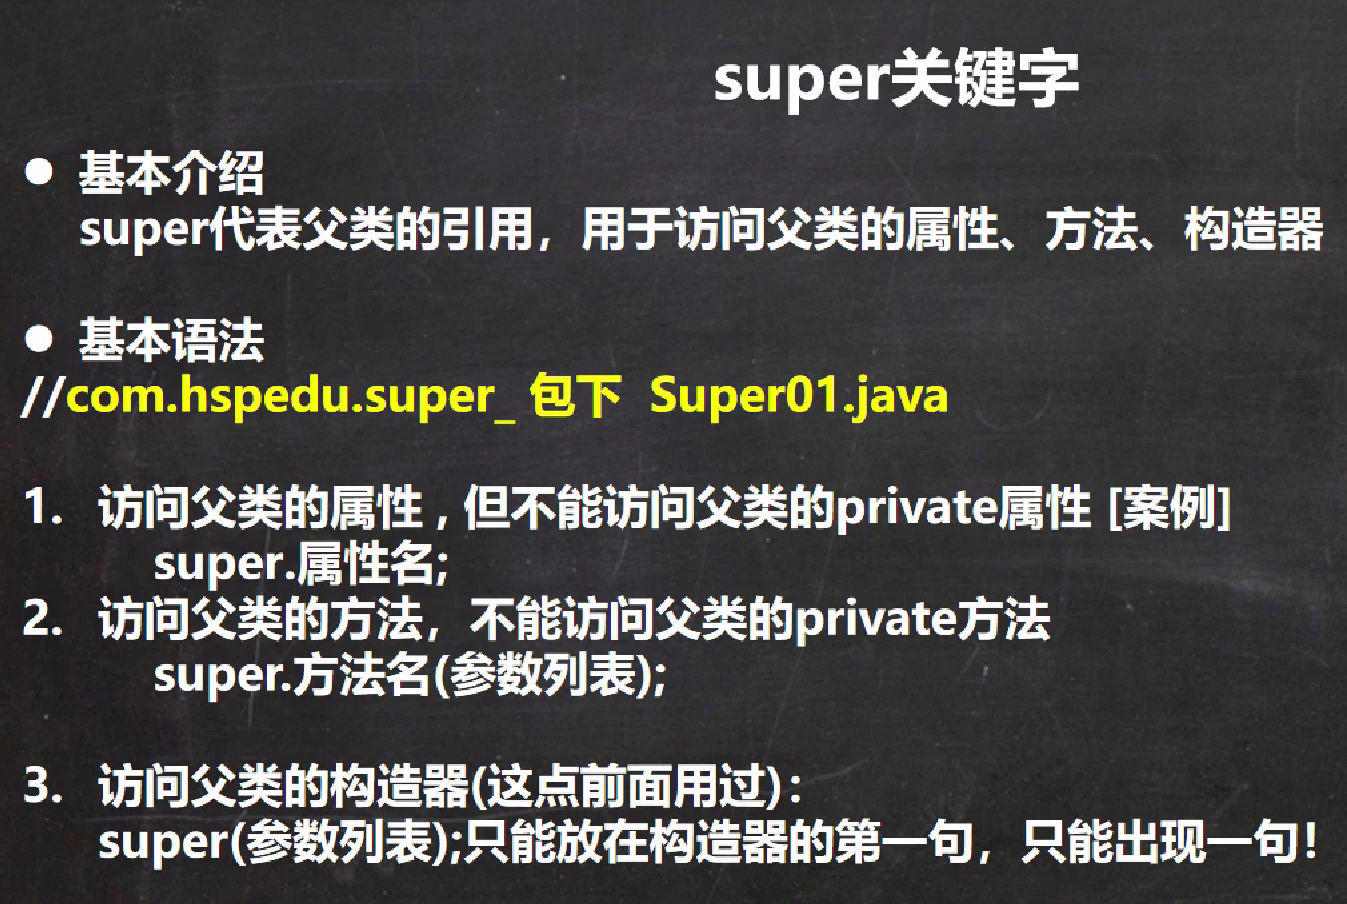 super关键字
● 基本介绍
super代表父类的引用，用于访问父类的属性、方法、构造器
● 基本语法
//com.hspedu.super_ 包下 Super01.java
1. 访问父类的属性 , 但不能访问父类的private属性 [案例]
super.属性名;
2. 访问父类的方法，不能访问父类的private方法
super.方法名(参数列表);
3. 访问父类的构造器(这点前面用过)：
super(参数列表);只能放在构造器的第一句，只能出现一句！